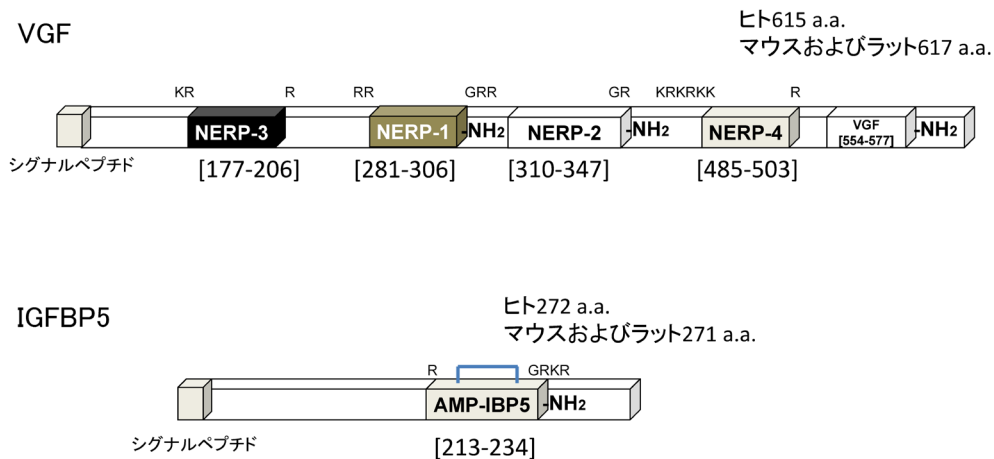 VGF
ヒト615 a.a.
マウスおよびラット617 a.a.
KR R RR GRR GR KRKRKK R
NERP-3 NERP-1 -NH2 NERP-2 -NH2 NERP-4 VGF -NH2
[554-577]
シグナルペプチド
[177-206] [281-306] [310-347] [485-503]
IGFBP5
ヒト272 a.a.
マウスおよびラット271 a.a.
R GRKR
AMP-IBP5 -NH2
シグナルペプチド
[213-234]